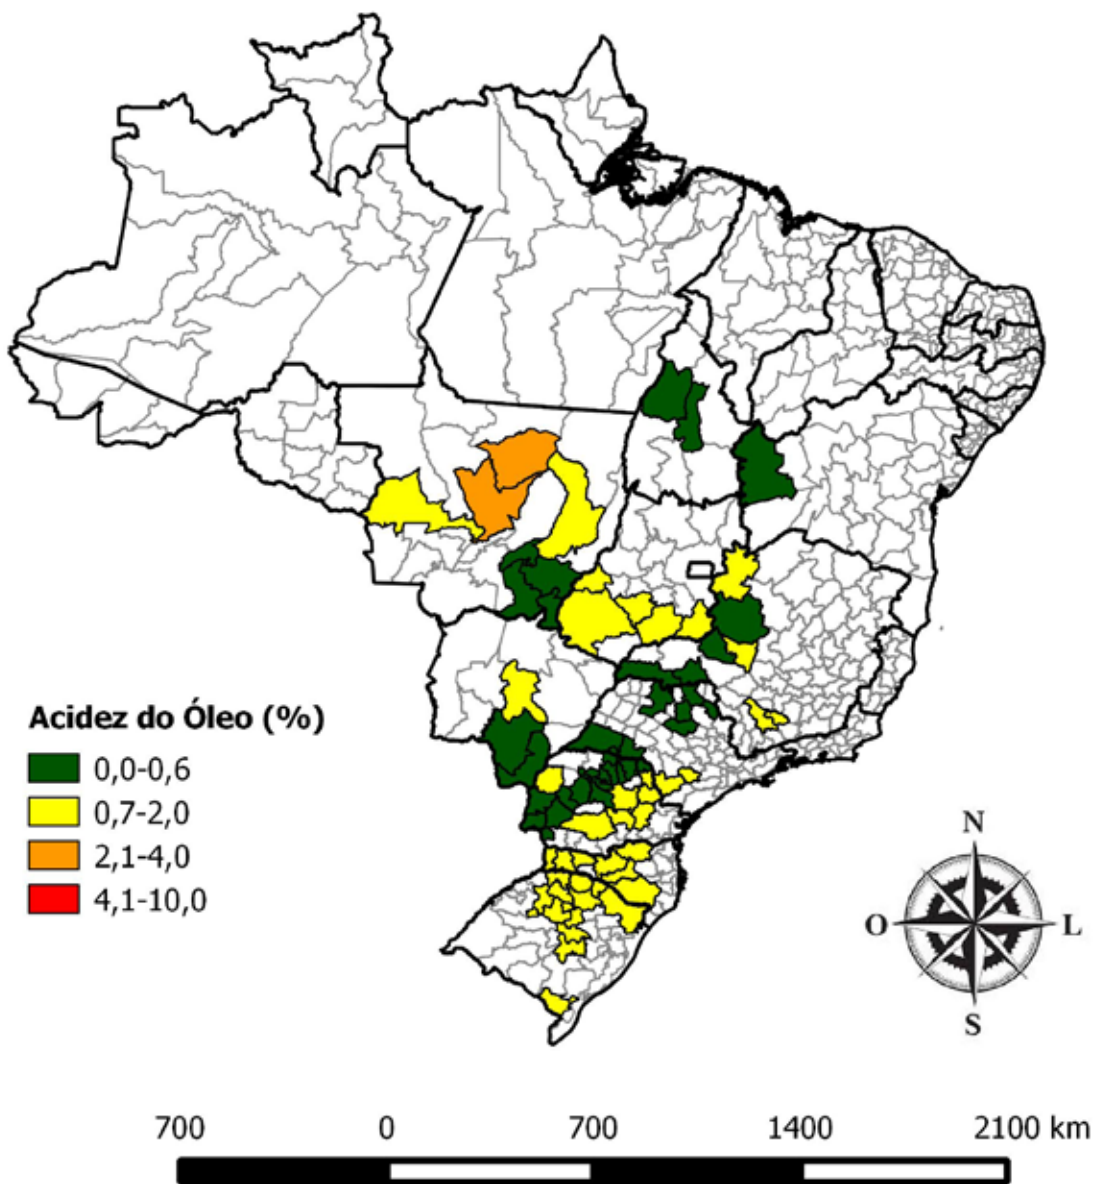 Acidez do Óleo (%)
0,0-0,6
0,7-2,0
2,1-4,0
4,1-10,0
N
O
L
S
700 0 700 1400 2100 km